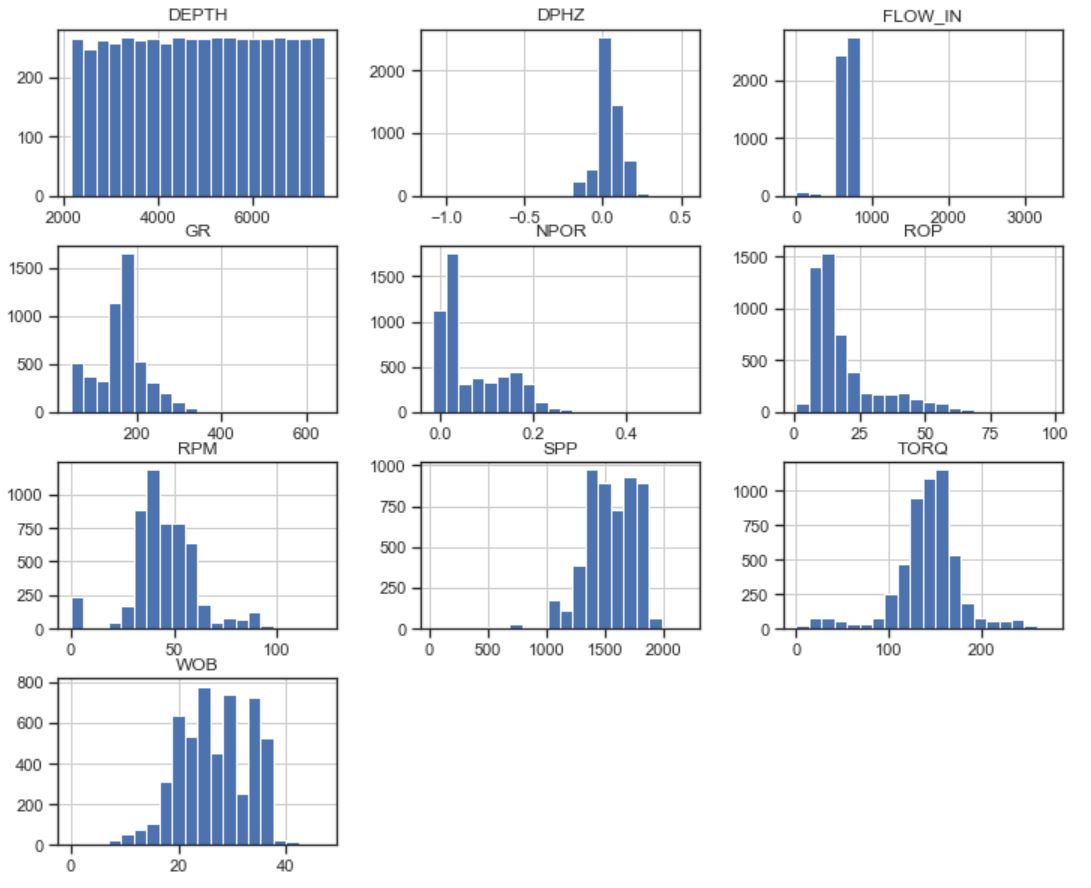 DEPTH DPHZ FLOW_IN
200
100
0
2000 4000 6000
2000
1000
0
−1.0 −0.5 0.0 0.5
2000
1000
0
0 1000 2000 3000
GR NPOR ROP
1500
1000
500
0
200 400 600
1500
1000
500
0
0.0 0.2 0.4
1500
1000
500
0
0 25 50 75 100
RPM SPP TORQ
1000
750
500
250
0
0 50 100
1000
750
500
250
0
0 500 1000 1500 2000
1000
750
500
250
0
0 100 200
WOB
800
600
400
200
0
0 20 40